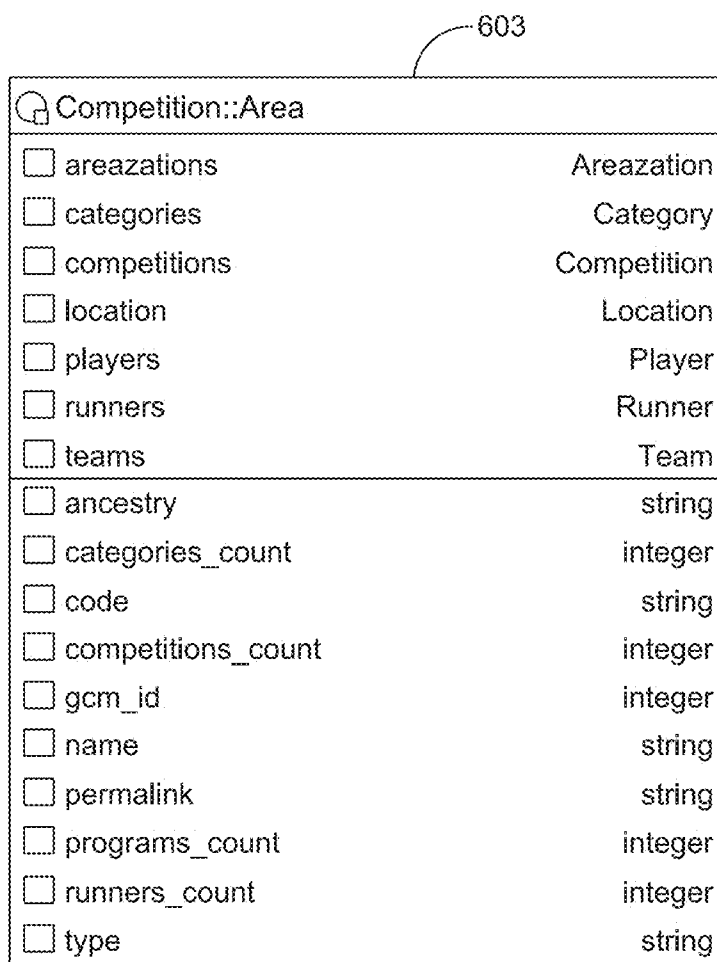 603
Competition::Area
areazations Areazation
categories Category
competitions Competition
location Location
players Player
runners Runner
teams Team
ancestry string
categories_count integer
code string
competitions_count integer
gcm_id integer
name string
permalink string
programs_count integer
runners_count integer
type string